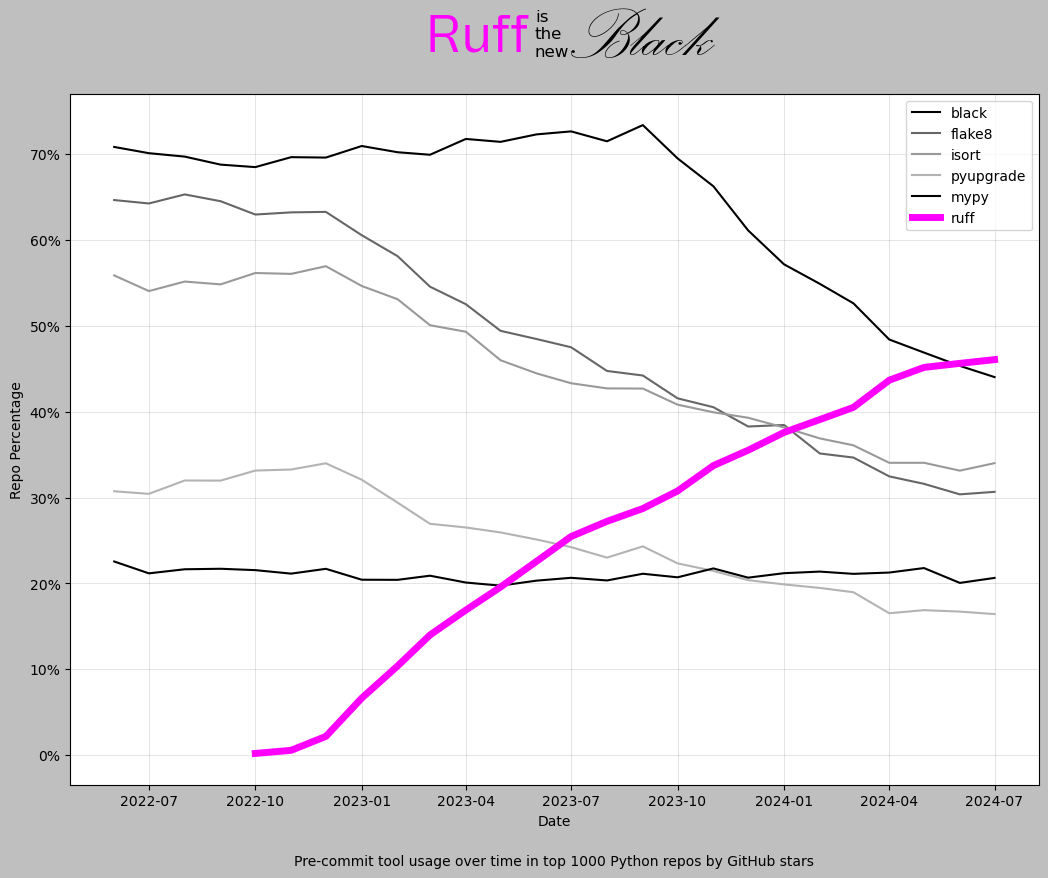 Ruff is the new Black
black
flake8
isort
pyupgrade
mypy
ruff
Repo Percentage
70%
60%
50%
40%
30%
20%
10%
0%
2022-07 2022-10 2023-01 2023-04 2023-07 2023-10 2024-01 2024-04 2024-07
Date
Pre-commit tool usage over time in top 1000 Python repos by GitHub stars